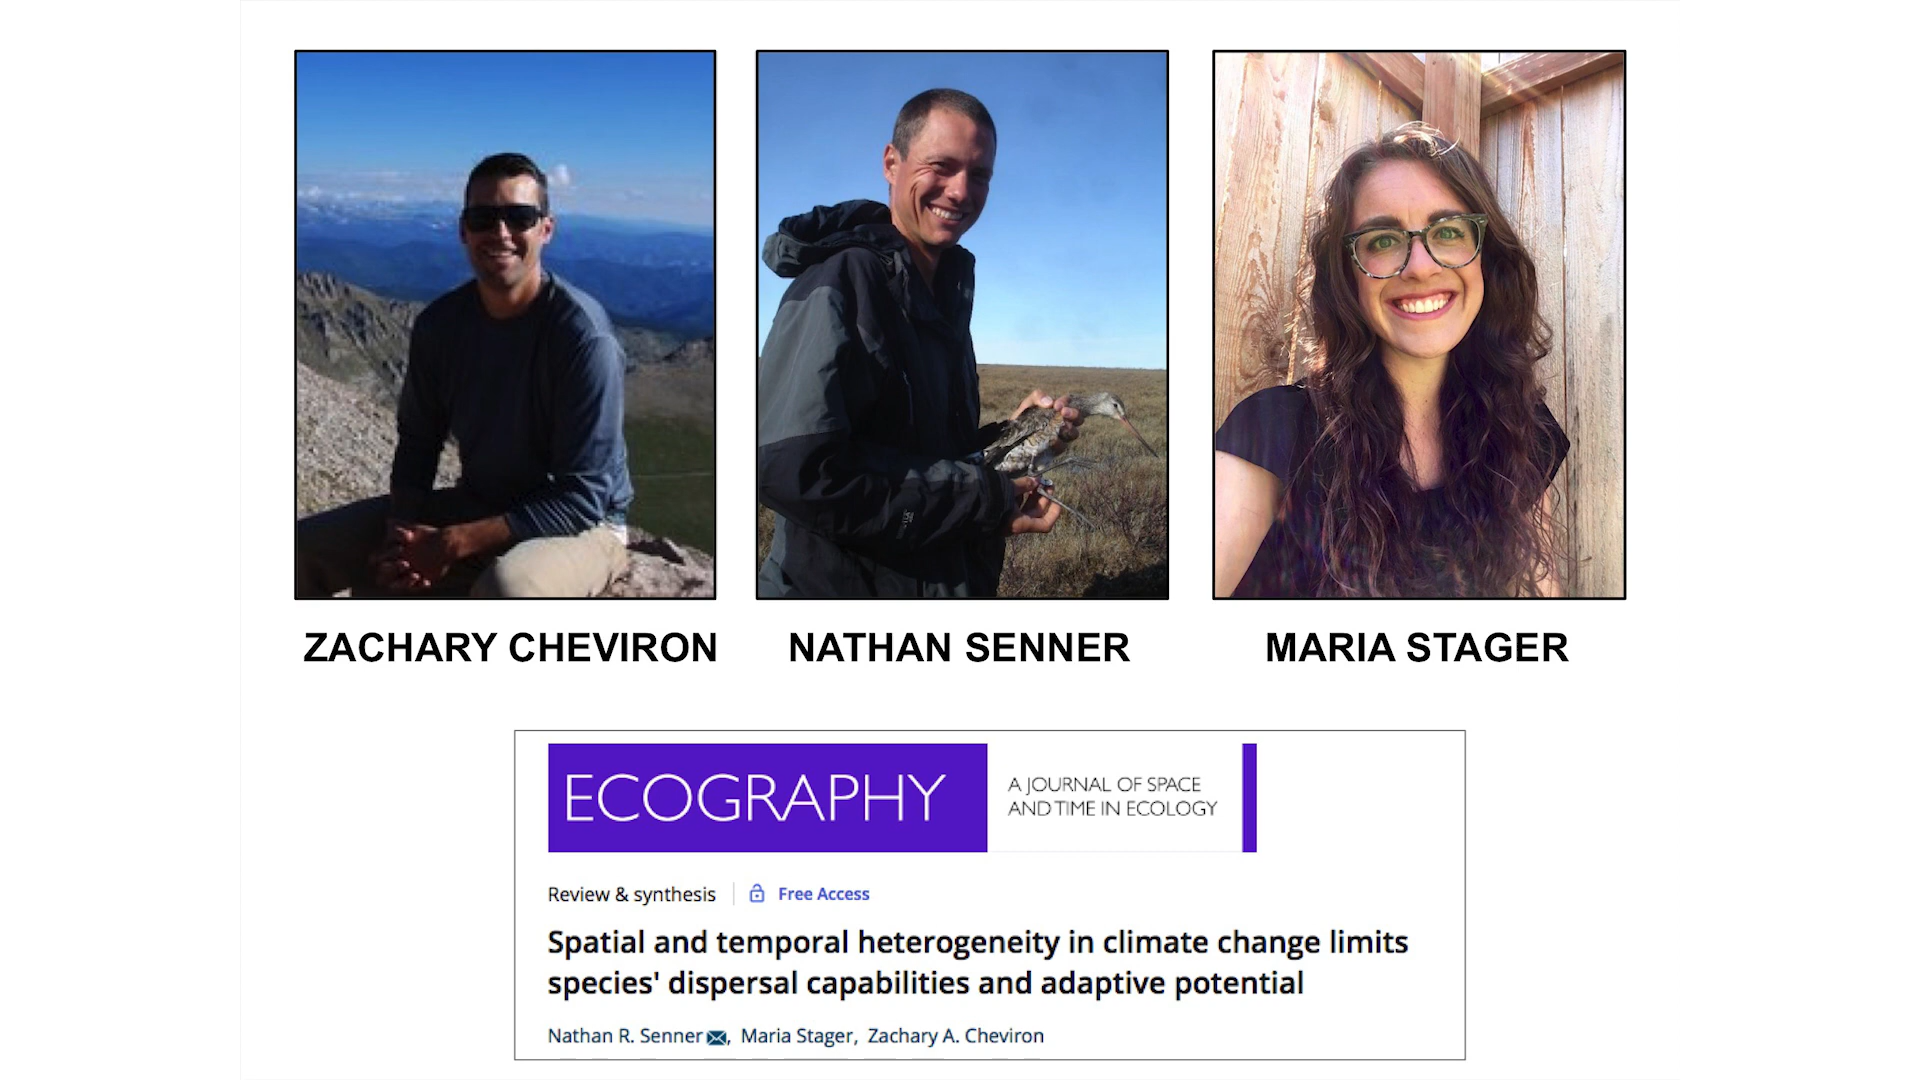 ZACHARY CHEVIRON
NATHAN SENNER
MARIA STAGER
ECOGRAPHY
A JOURNAL OF SPACE
AND TIME IN ECOLOGY
Review & synthesis
Free Access
Spatial and temporal heterogeneity in climate change limits
species' dispersal capabilities and adaptive potential
Nathan R. Senner, Maria Stager, Zachary A. Cheviron